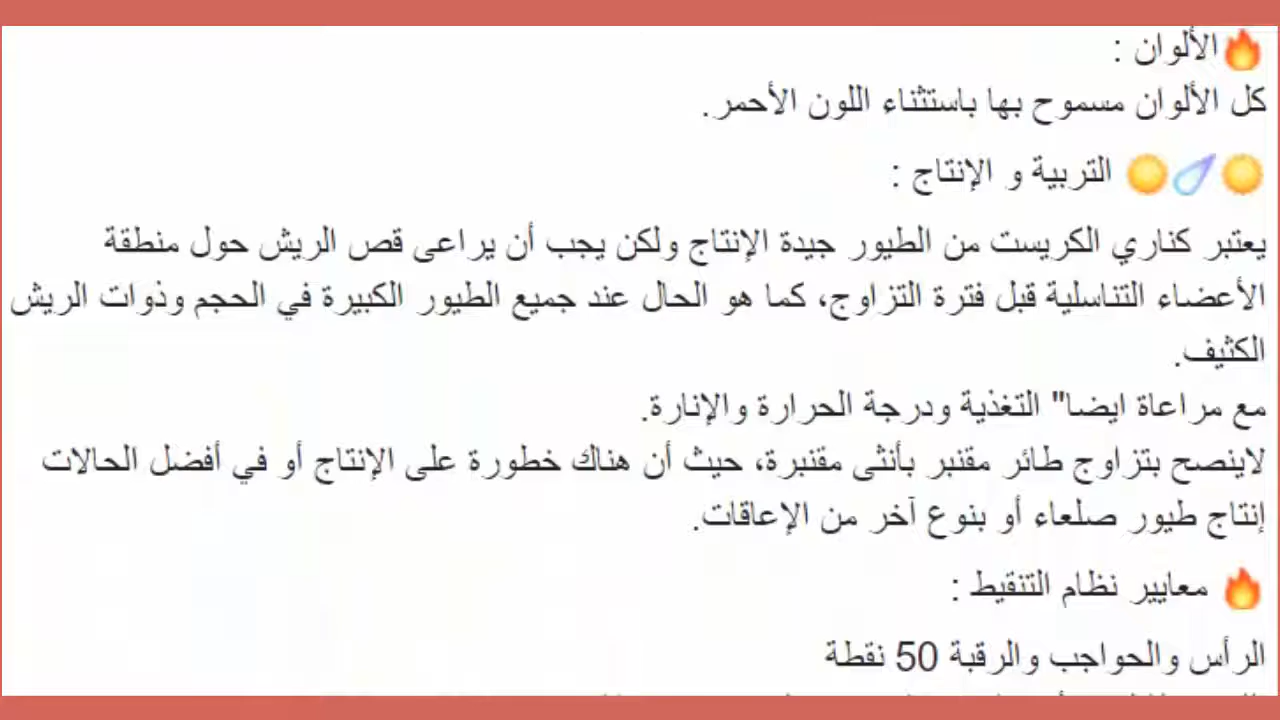 🔥الألوان :
كل الألوان مسموح بها باستثناء اللون الأحمر.
🌕☄️🌕 التربية و الإنتاج :
يعتبر كناري الكريست من الطيور جيدة الإنتاج ولكن يجب أن يراعى قص الريش حول منطقة
الأعضاء التناسلية قبل فترة التزاوج، كما هو الحال عند جميع الطيور الكبيرة في الحجم وذوات الريش
الكثيف.
مع مراعاة ايضا" التغذية ودرجة الحرارة والإنارة.
لاينصح بتزاوج طائر مقنبر بأنثى مقنبرة، حيث أن هناك خطورة على الإنتاج أو في أفضل الحالات
إنتاج طيور صلعاء أو بنوع آخر من الإعاقات.
🔥 معايير نظام التنقيط :
الرأس والحواجب والرقبة 50 نقطة